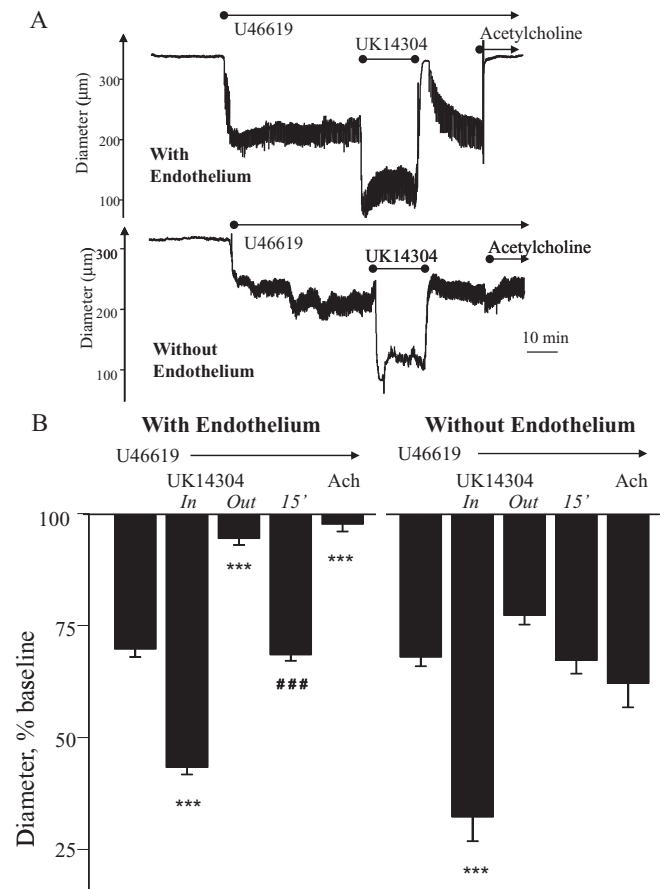 A
U46619
UK14304
Acetylcholine
300
200
100
Diameter (μm)
With
Endothelium
U46619
UK14304
Acetylcholine
300
200
100
Diameter (μm)
Without
Endothelium
10 min
B
With Endothelium
Without Endothelium
U46619
UK14304
Ach
In Out 15’
U46619
UK14304
Ach
In Out 15’
100
75
50
25
Diameter, % baseline
***
***
###
***
***